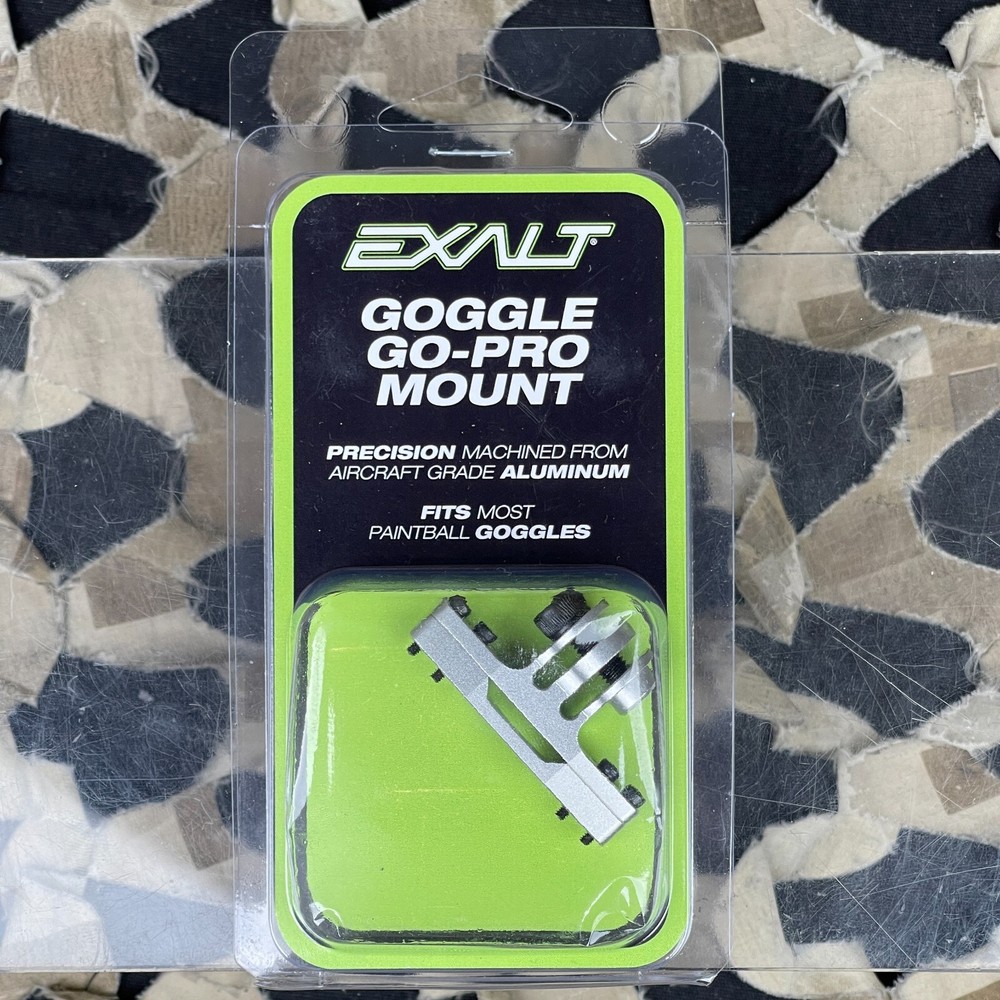 EXALT®
GOGGLE
GO-PRO
MOUNT
PRECISION MACHINED FROM
AIRCRAFT GRADE ALUMINUM
FITS MOST
PAINTBALL GOGGLES